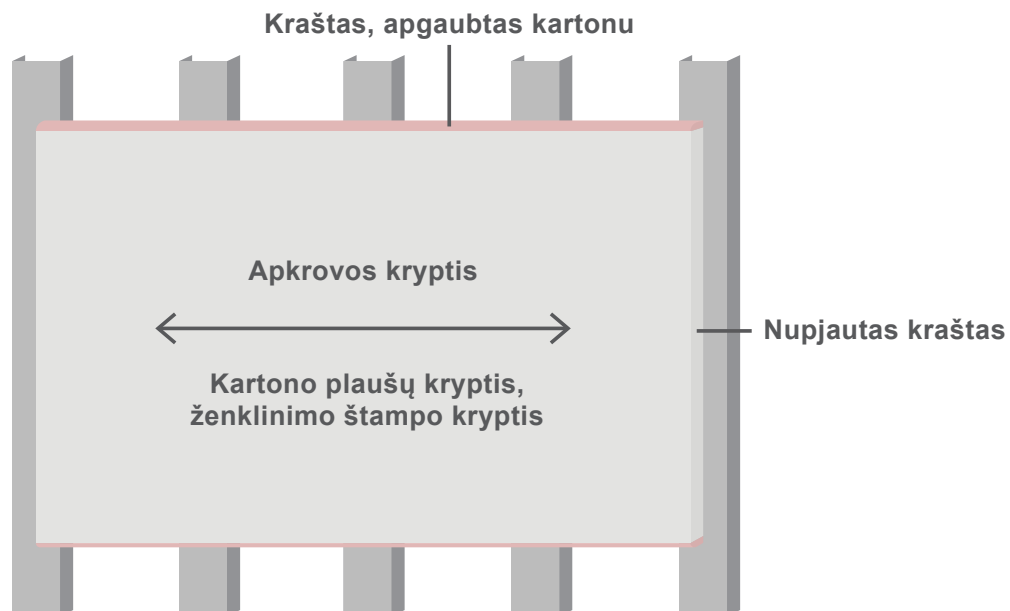 Kraštas, apgaubtas kartonu
Apkrovos kryptis
Nupjautas kraštas
Kartono plaušų kryptis,
ženklinimo štampo kryptis